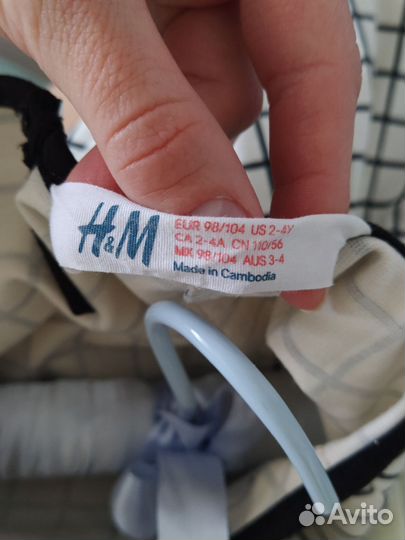 H&M
EUR 98/104 US 2-4Y
CA 2-4A CN 110/56
MX 98/104 AUS 3-4
Made in Cambodia
Avito